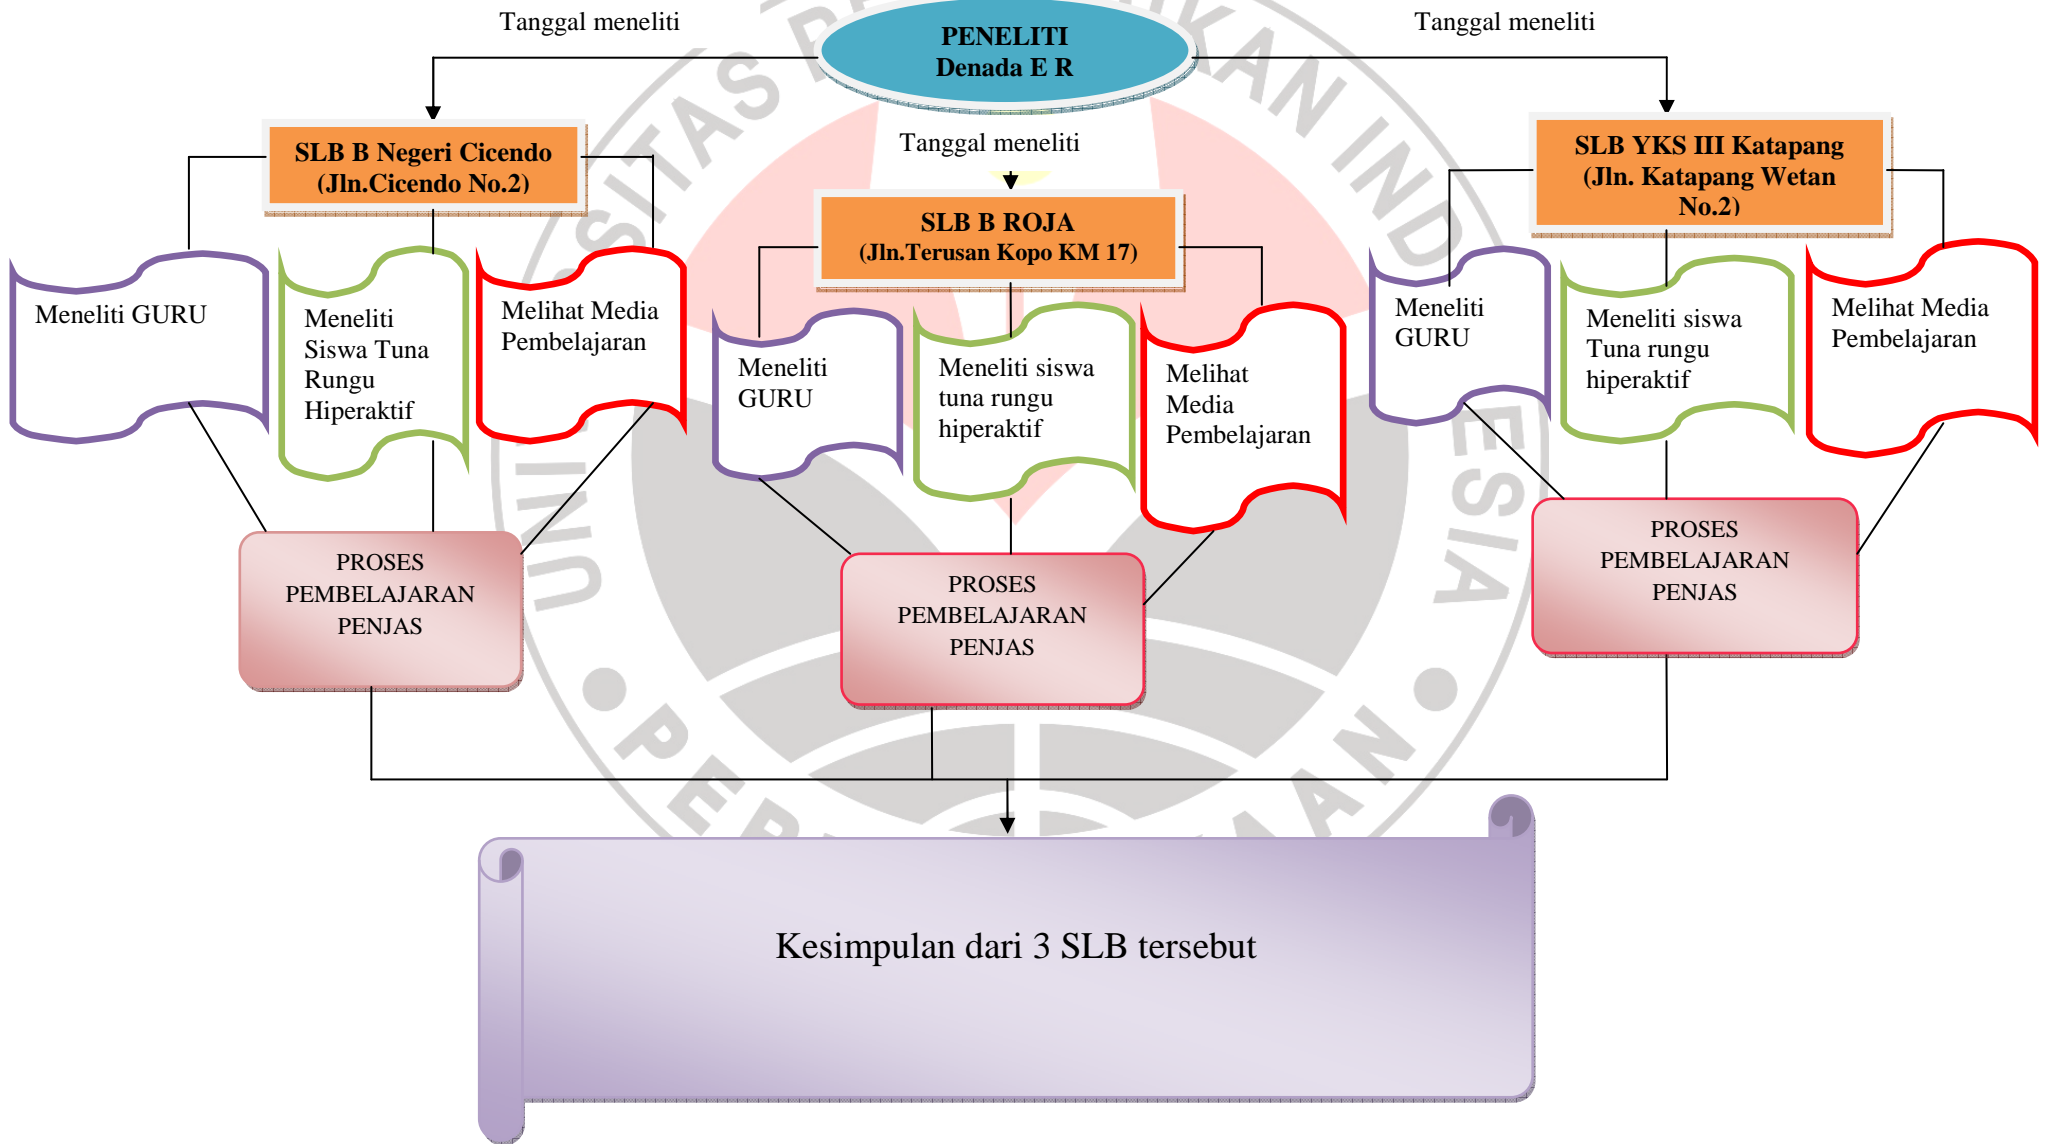 Tanggal meneliti
PENELITI
Denada E R
Tanggal meneliti
Tanggal meneliti
SLB B Negeri Cicendo
(Jln.Cicendo No.2)
SLB B ROJA
(Jln.Terusan Kopo KM 17)
SLB YKS III Katapang
(Jln. Katapang Wetan
No.2)
Meneliti GURU
Meneliti
Siswa Tuna
Rungu
Hiperaktif
Melihat Media
Pembelajaran
Meneliti
GURU
Meneliti siswa
tuna rungu
hiperaktif
Melihat
Media
Pembelajaran
Meneliti
GURU
Meneliti siswa
Tuna rungu
hiperaktif
Melihat Media
Pembelajaran
PROSES
PEMBELAJARAN
PENJAS
PROSES
PEMBELAJARAN
PENJAS
PROSES
PEMBELAJARAN
PENJAS
Kesimpulan dari 3 SLB tersebut